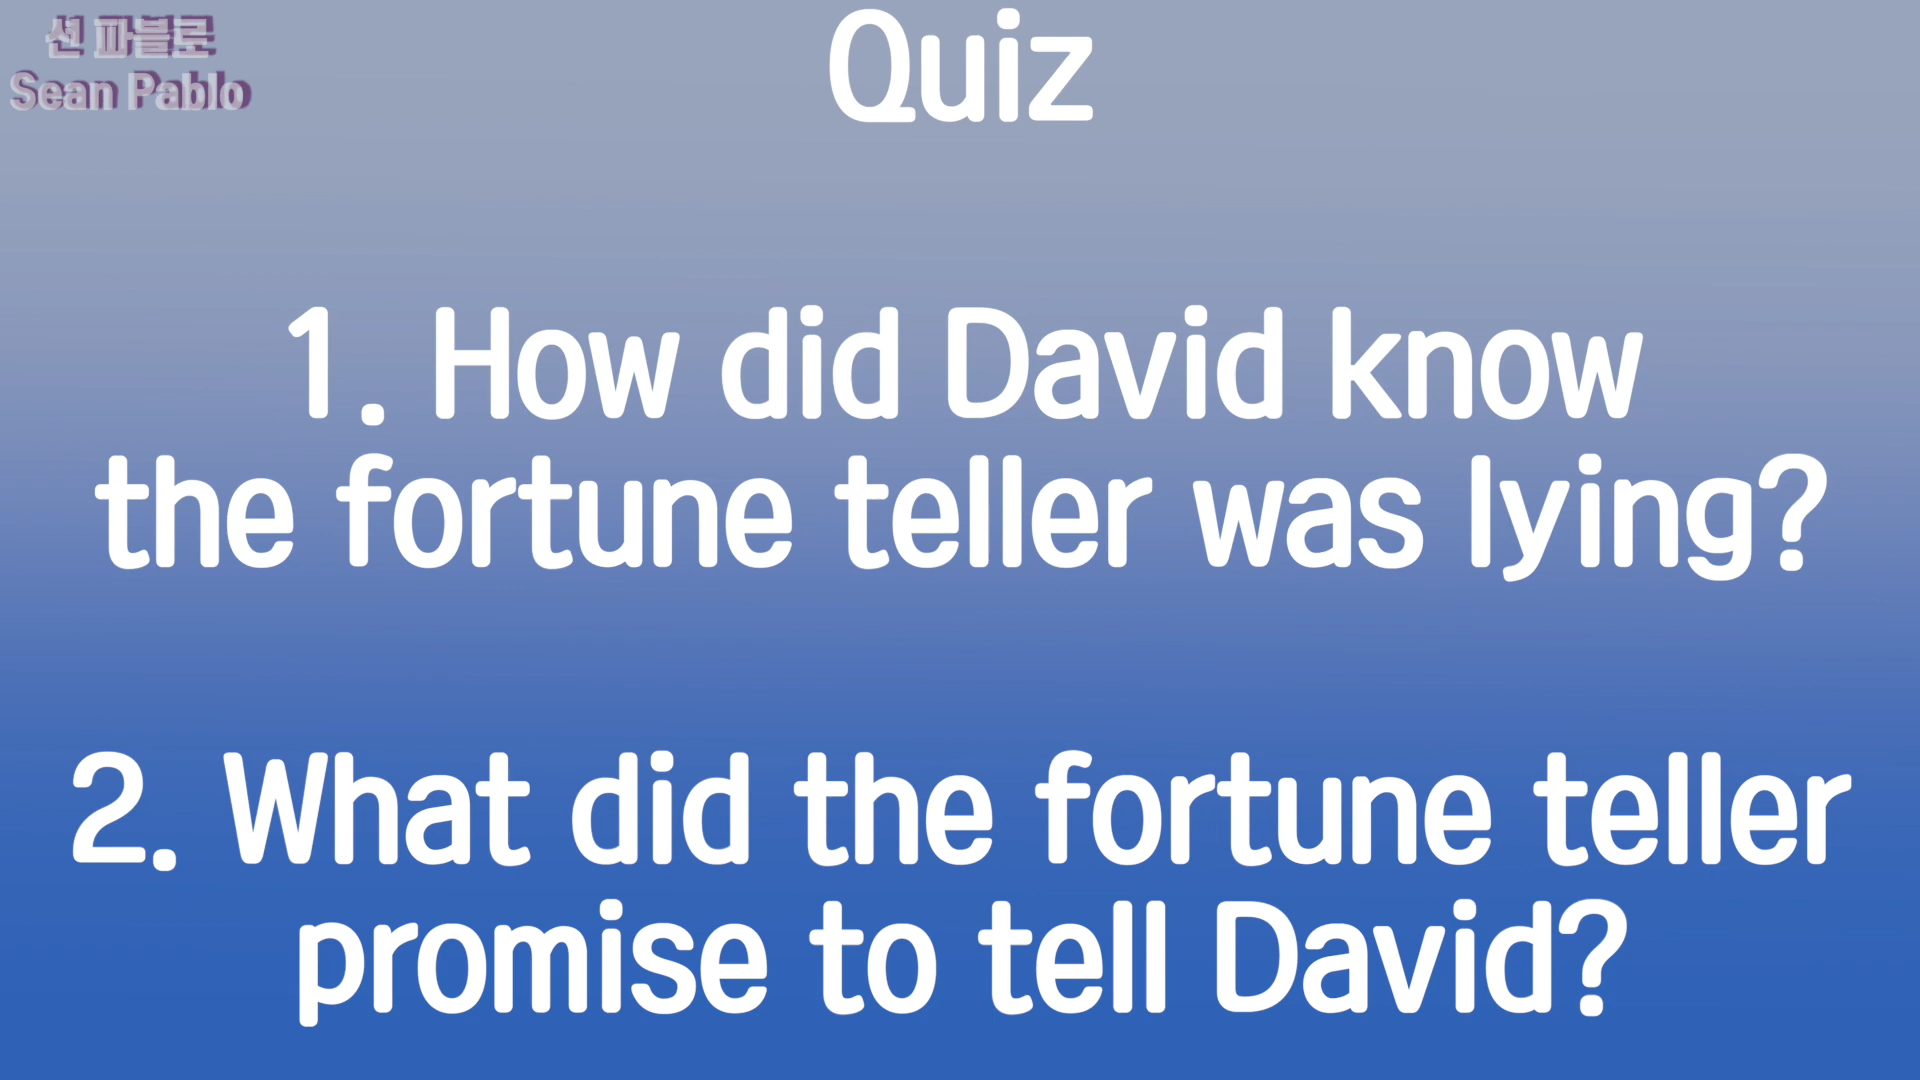 션 파블로
Sean Pablo
Quiz
1. How did David know
the fortune teller was lying?
2. What did the fortune teller
promise to tell David?